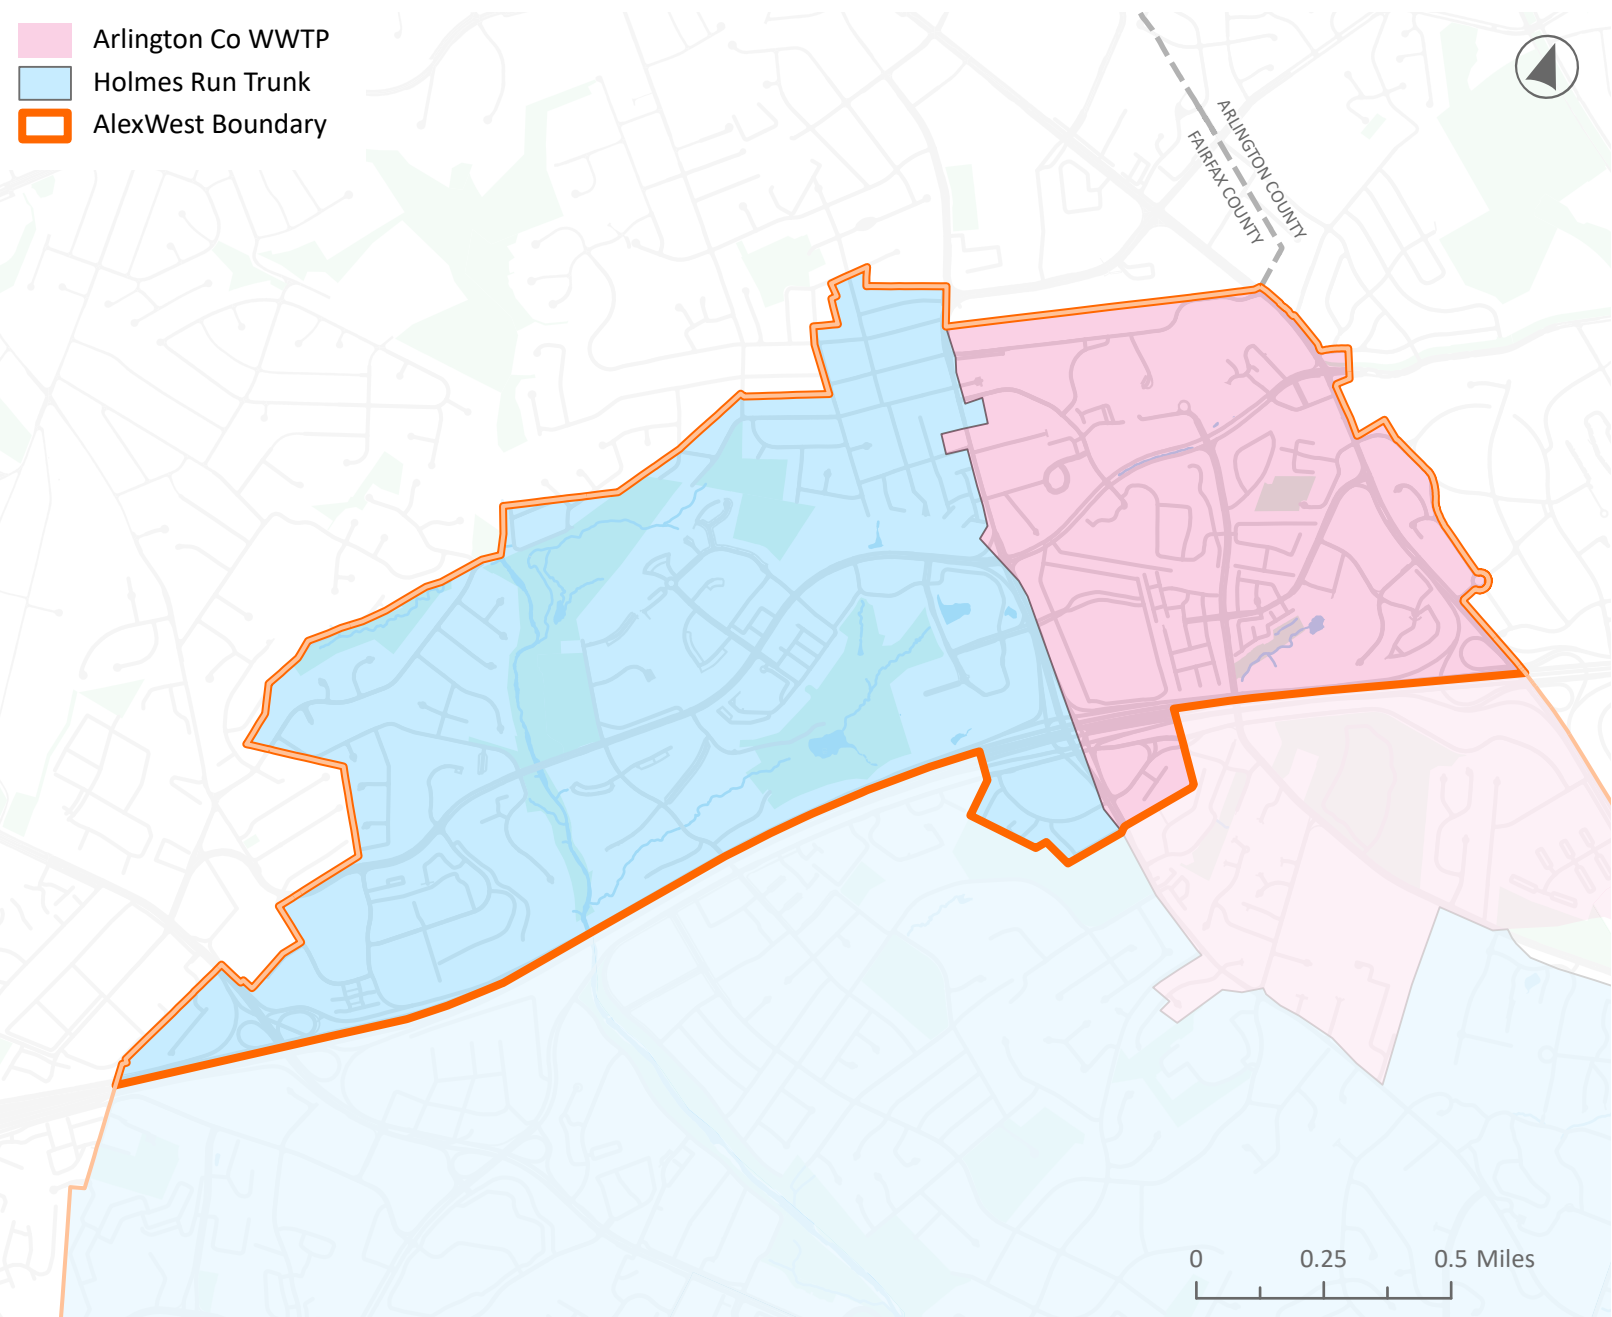 Arlington Co WWTP
Holmes Run Trunk
AlexWest Boundary
ARLINGTON COUNTY
FAIRFAX COUNTY
0 0.25 0.5 Miles